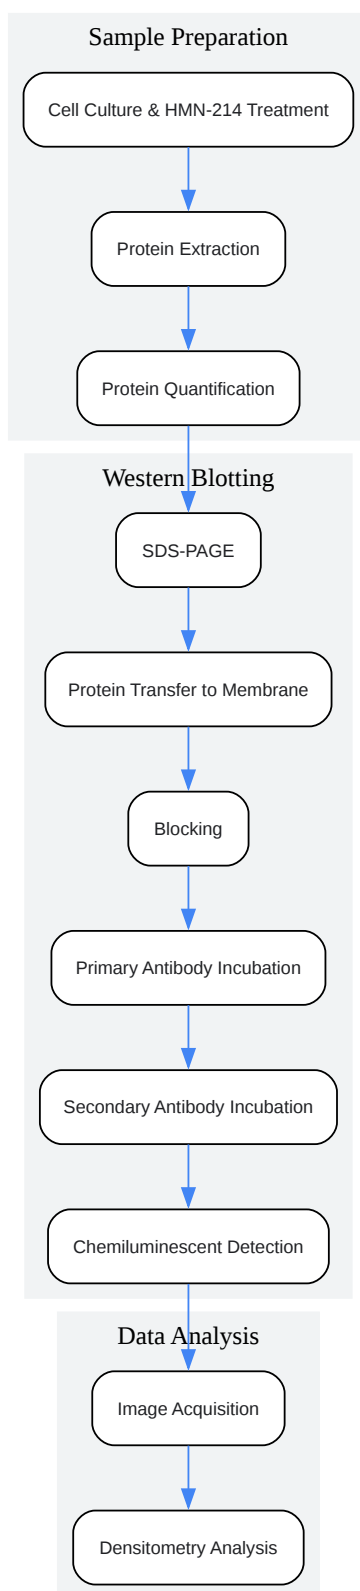 Sample Preparation
Cell Culture & HMN-214 Treatment
Protein Extraction
Protein Quantification
Western Blotting
SDS-PAGE
Protein Transfer to Membrane
Blocking
Primary Antibody Incubation
Secondary Antibody Incubation
Chemiluminescent Detection
Data Analysis
Image Acquisition
Densitometry Analysis